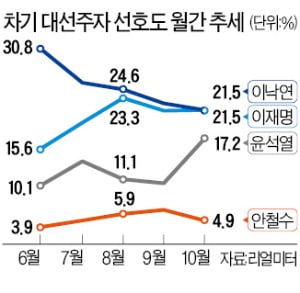 차기 대선주자 선호도 월간 추세 (단위:%)
30.8
24.6
21.5 이낙연
23.3
21.5 이재명
15.6
17.2 윤석열
10.1
11.1
5.9
3.9
4.9 안철수
6월 7월 8월 9월 10월 자료:리얼미터